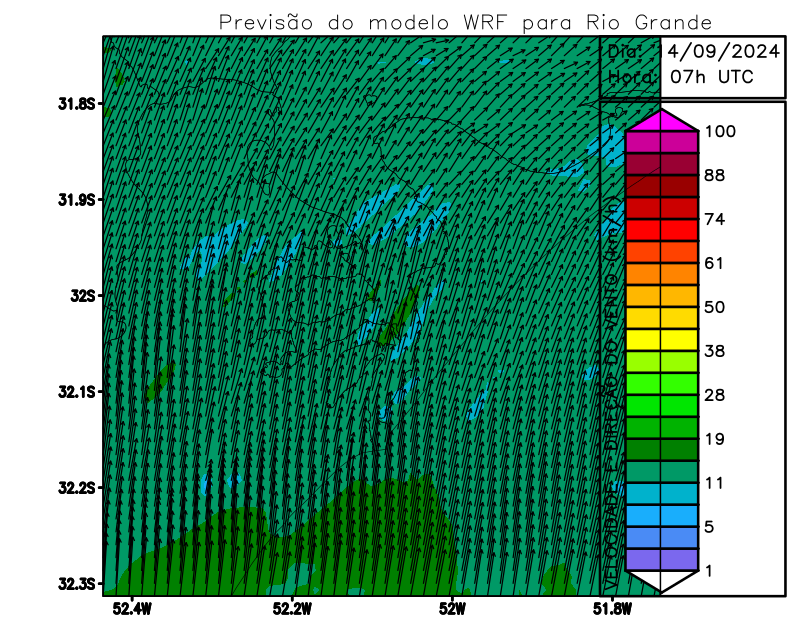 Previsão do modelo WRF para Rio Grande
Dia: 14/09/2024
Hora: 07h UTC
31.8S
31.9S
32S
32.1S
32.2S
32.3S
52.4W
52.2W
52W
51.8W
VELOCIDADE E DIREÇÃO DO VENTO (km/h)
100
88
74
61
50
38
28
19
11
5
1